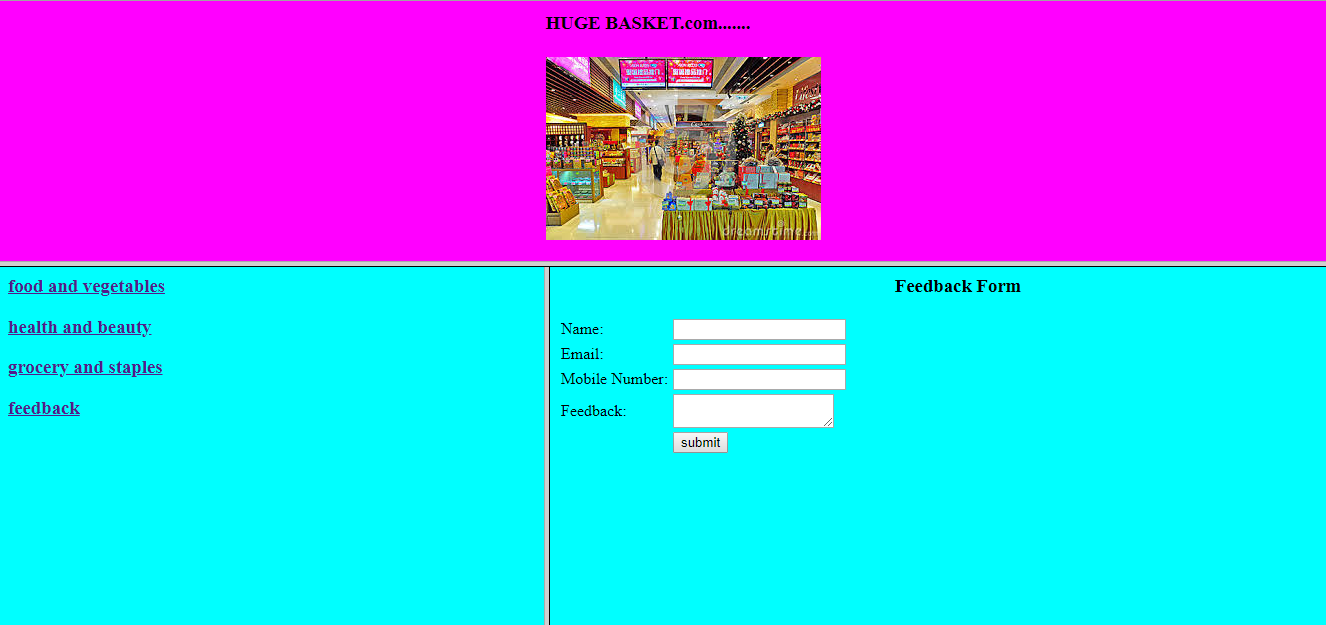 HUGE BASKET.com.......
dreamstime
food and vegetables
health and beauty
grocery and staples
feedback
Feedback Form
Name:
Email:
Mobile Number:
Feedback:
submit